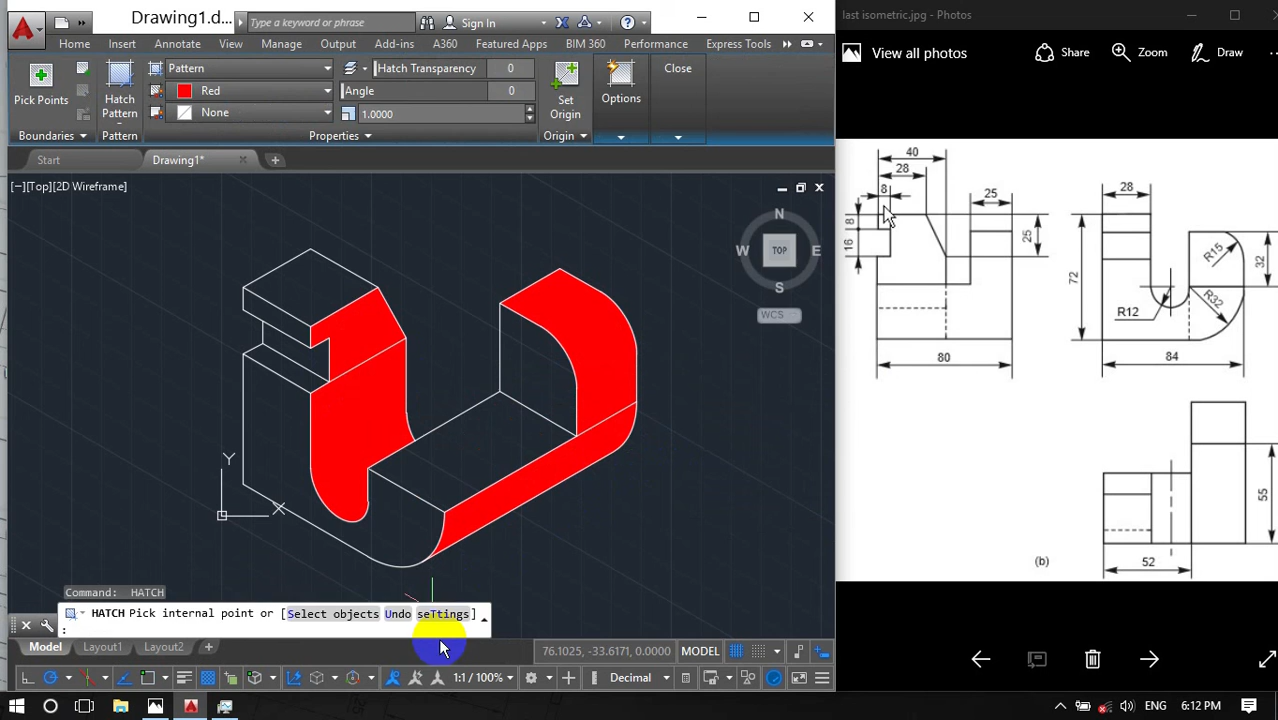 Drawing1.d...
Type a keyword or phrase
Sign In
Home Insert Annotate View Manage Output Add-ins A360 Featured Apps BIM 360 Performance Express Tools
Pick Points
Boundaries
Hatch Pattern
Pattern
Pattern
Red
None
Hatch Transparency 0
Angle 0
1.0000
Properties
Set Origin
Origin
Options
Close
Start Drawing1*
[−][Top][2D Wireframe]
N
W TOP E
S
WCS
Y
X
Command: HATCH
HATCH Pick internal point or [Select objects Undo seTtings]
:
Model Layout1 Layout2
76.1025, -33.6171, 0.0000 MODEL
1:1 / 100% Decimal
last isometric.jpg - Photos
View all photos Share Zoom Draw
40
28
8
25
8
16
25
80
28
72
R15
32
R12
R32
84
55
(b)
52
ENG 6:12 PM